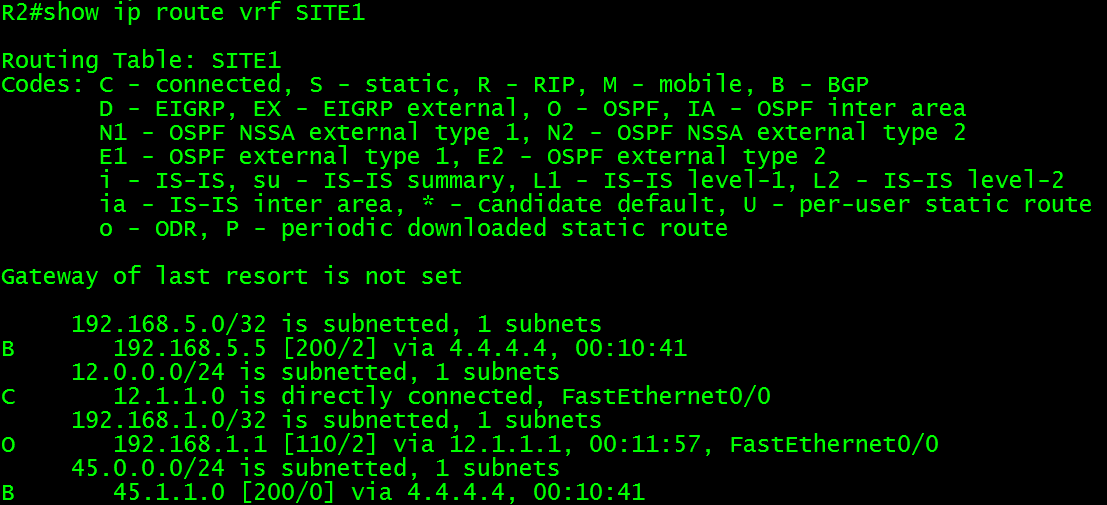 R2#show ip route vrf SITE1
Routing Table: SITE1
Codes: C - connected, S - static, R - RIP, M - mobile, B - BGP
       D - EIGRP, EX - EIGRP external, O - OSPF, IA - OSPF inter area
       N1 - OSPF NSSA external type 1, N2 - OSPF NSSA external type 2
       E1 - OSPF external type 1, E2 - OSPF external type 2
       i - IS-IS, su - IS-IS summary, L1 - IS-IS level-1, L2 - IS-IS level-2
       ia - IS-IS inter area, * - candidate default, U - per-user static route
       o - ODR, P - periodic downloaded static route
Gateway of last resort is not set
     192.168.5.0/32 is subnetted, 1 subnets
B       192.168.5.5 [200/2] via 4.4.4.4, 00:10:41
     12.0.0.0/24 is subnetted, 1 subnets
C       12.1.1.0 is directly connected, FastEthernet0/0
     192.168.1.0/32 is subnetted, 1 subnets
O       192.168.1.1 [110/2] via 12.1.1.1, 00:11:57, FastEthernet0/0
     45.0.0.0/24 is subnetted, 1 subnets
B       45.1.1.0 [200/0] via 4.4.4.4, 00:10:41